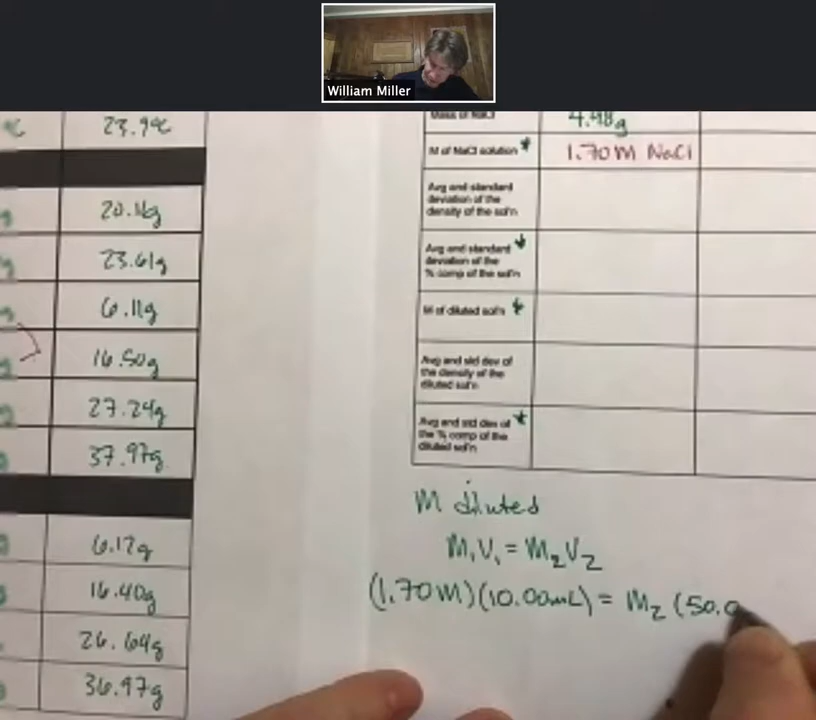 William Miller
23.9°C
20.16g
23.61g
6.11g
16.50g
27.24g
37.97g
6.17g
16.40g
26.64g
36.97g
Mass of NaCl
4.48g
M of NaCl solution *
1.70M NaCl
Avg and standard
deviation of the
density of the sol'n
Avg and standard *
deviation of the
% comp of the sol'n
M of diluted sol'n *
Avg and std dev of
the density of the
diluted sol'n
Avg and std dev of *
the % comp of the
diluted sol'n
M diluted
M₁V₁ = M₂V₂
(1.70M)(10.00mL) = M₂ (50.0